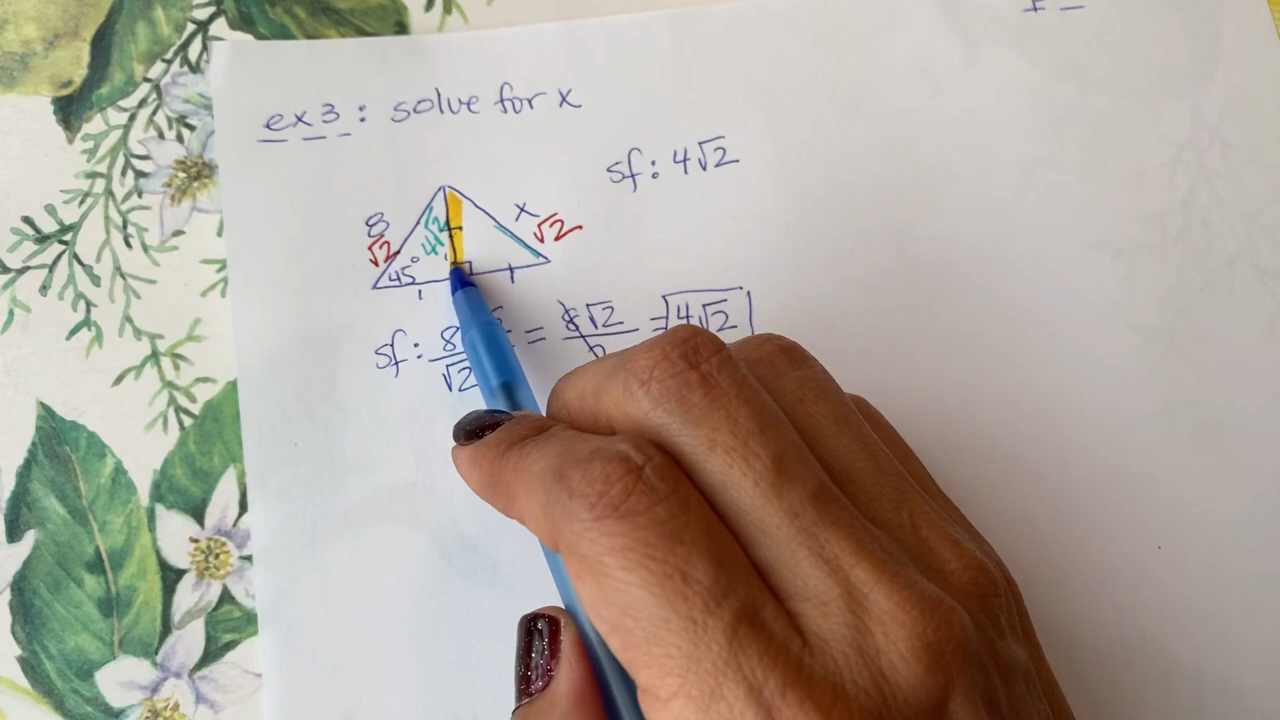 ex3: solve for x
sf: 4√2
8
√2
45°
4√2
x
√2
sf: 8
√2
= 8√2 = 4√2